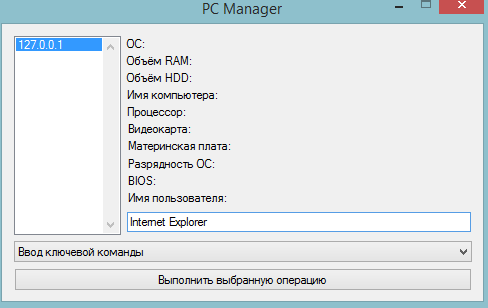 PC Manager
127.0.0.1
ОС:
Объём RAM:
Объём HDD:
Имя компьютера:
Процессор:
Видеокарта:
Материнская плата:
Разрядность ОС:
BIOS:
Имя пользователя:
Internet Explorer
Ввод ключевой команды
Выполнить выбранную операцию